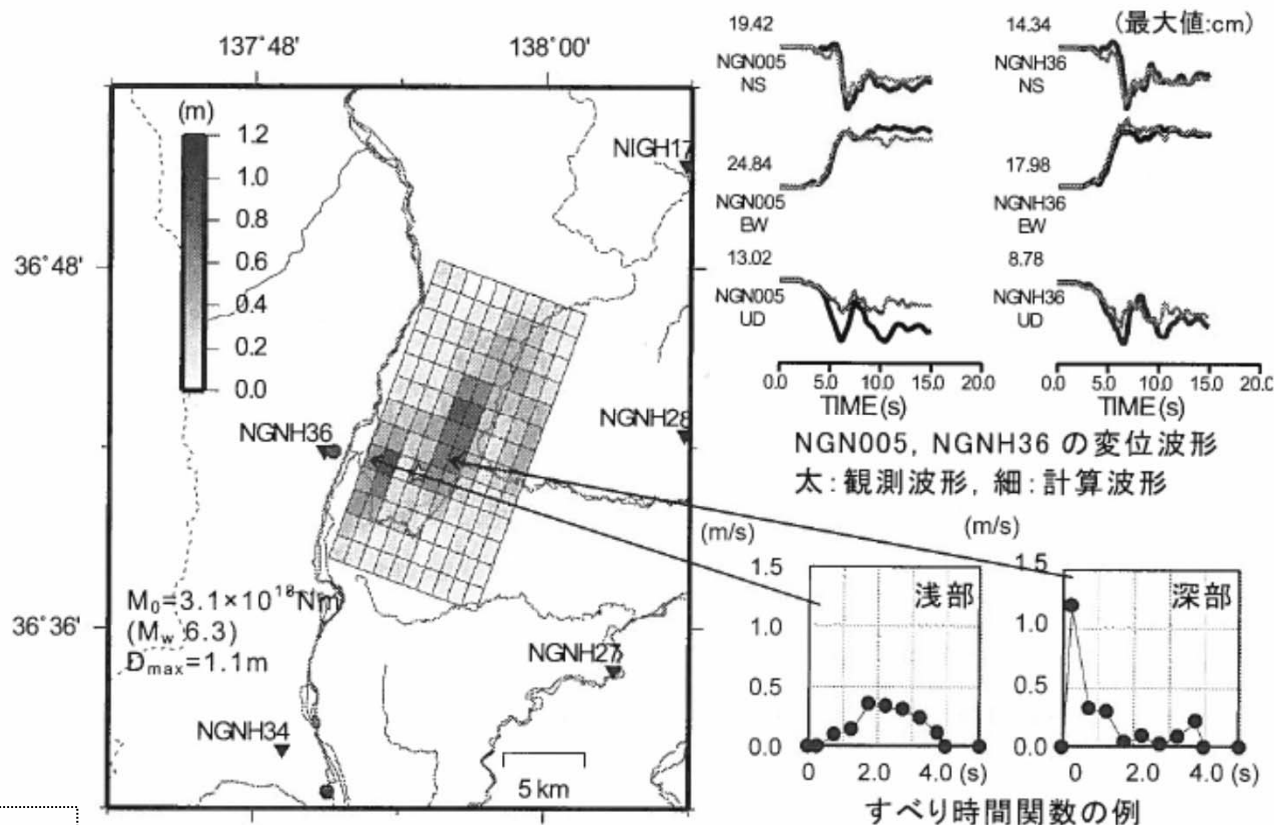 137°48'
138°00'
(m)
1.2
1.0
0.8
0.6
0.4
0.2
0.0
36°48'
36°36'
NIGH17
NGNH36
NGNH28
NGNH27
NGNH34
M₀=3.1×10¹⁸Nm
(Mw 6.3)
Dmax=1.1m
5 km
(最大値:cm)
19.42
NGN005
NS
24.84
NGN005
EW
13.02
NGN005
UD
0.0 5.0 10.0 15.0 20.0
TIME(s)
14.34
NGNH36
NS
17.98
NGNH36
EW
8.78
NGNH36
UD
0.0 5.0 10.0 15.0 20.0
TIME(s)
NGN005, NGNH36 の変位波形
太:観測波形, 細:計算波形
(m/s)
1.5
1.0
0.5
0.0
浅部
0 2.0 4.0 (s)
(m/s)
1.5
1.0
0.5
0.0
深部
0 2.0 4.0 (s)
すべり時間関数の例